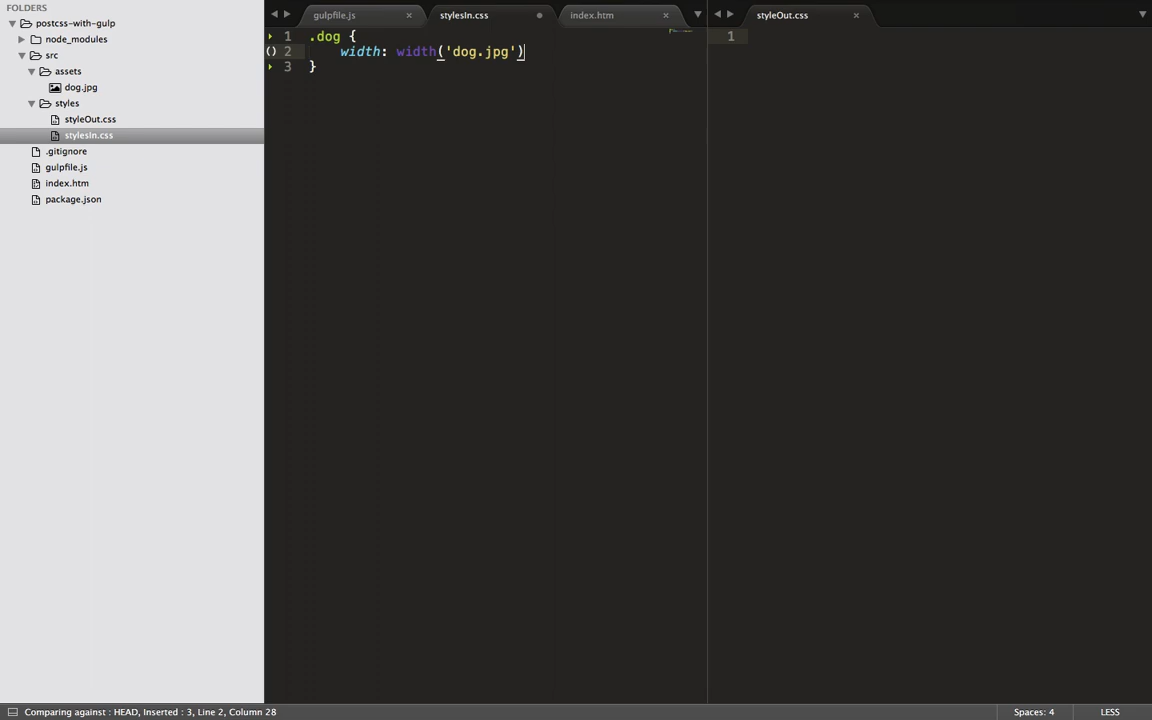 FOLDERS
postcss-with-gulp
node_modules
src
assets
dog.jpg
styles
styleOut.css
stylesIn.css
.gitignore
gulpfile.js
index.htm
package.json
gulpfile.js
stylesIn.css
index.htm
1 .dog {
() 2 width: width('dog.jpg')
3 }
styleOut.css
1
Comparing against : HEAD, Inserted : 3, Line 2, Column 28
Spaces: 4
LESS